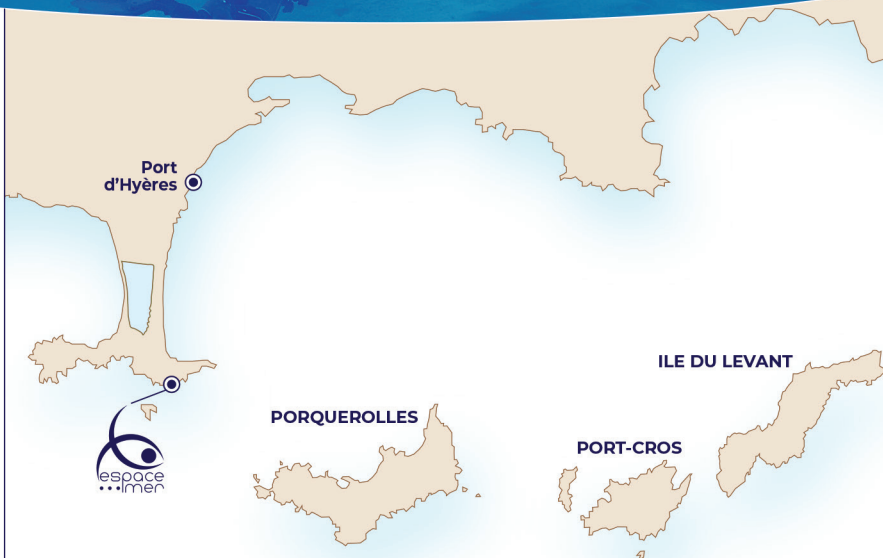 Port
d'Hyères
ILE DU LEVANT
PORQUEROLLES
PORT-CROS
espace
...mer